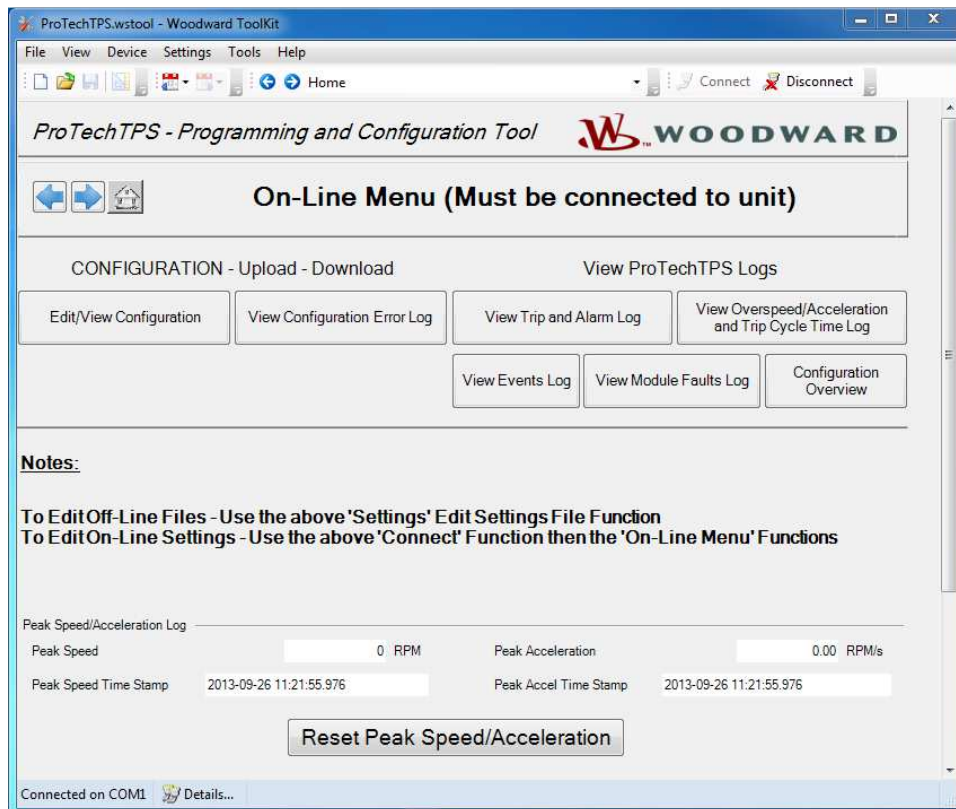 ProTechTPS.wstool - Woodward ToolKit
File View Device Settings Tools Help
Home
Connect Disconnect
ProTechTPS - Programming and Configuration Tool
WOODWARD
On-Line Menu (Must be connected to unit)
CONFIGURATION - Upload - Download
View ProTechTPS Logs
Edit/View Configuration
View Configuration Error Log
View Trip and Alarm Log
View Overspeed/Acceleration
and Trip Cycle Time Log
View Events Log
View Module Faults Log
Configuration
Overview
Notes:
To Edit Off-Line Files - Use the above 'Settings' Edit Settings File Function
To Edit On-Line Settings - Use the above 'Connect' Function then the 'On-Line Menu' Functions
Peak Speed/Acceleration Log
Peak Speed 0 RPM
Peak Acceleration 0.00 RPM/s
Peak Speed Time Stamp 2013-09-26 11:21:55.976
Peak Accel Time Stamp 2013-09-26 11:21:55.976
Reset Peak Speed/Acceleration
Connected on COM1 Details...